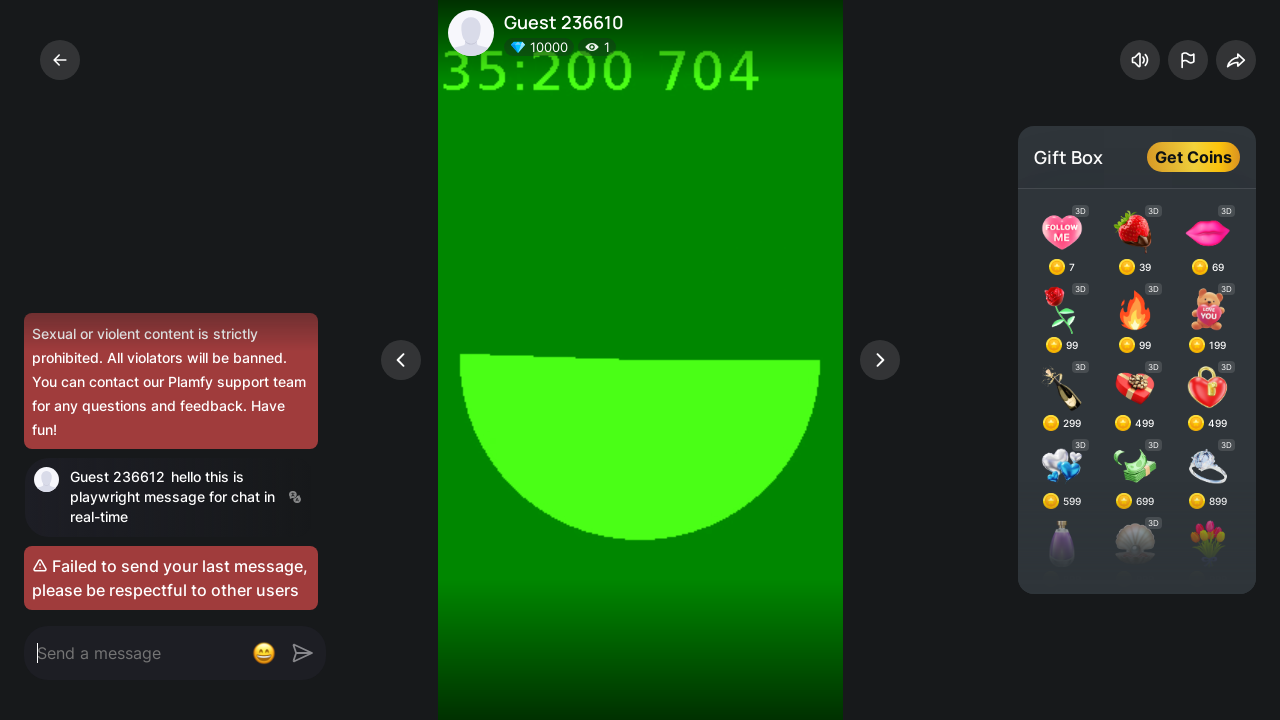 Guest 236610
10000 1
35:200 704
Gift Box Get Coins
3D 3D 3D
FOLLOW
ME
7 39 69
3D 3D 3D
LOVE
YOU
99 99 199
3D 3D 3D
299 499 499
3D 3D 3D
599 699 899
3D
Sexual or violent content is strictly
prohibited. All violators will be banned.
You can contact our Plamfy support team
for any questions and feedback. Have
fun!
Guest 236612 hello this is
playwright message for chat in
real-time
Failed to send your last message,
please be respectful to other users
Send a message